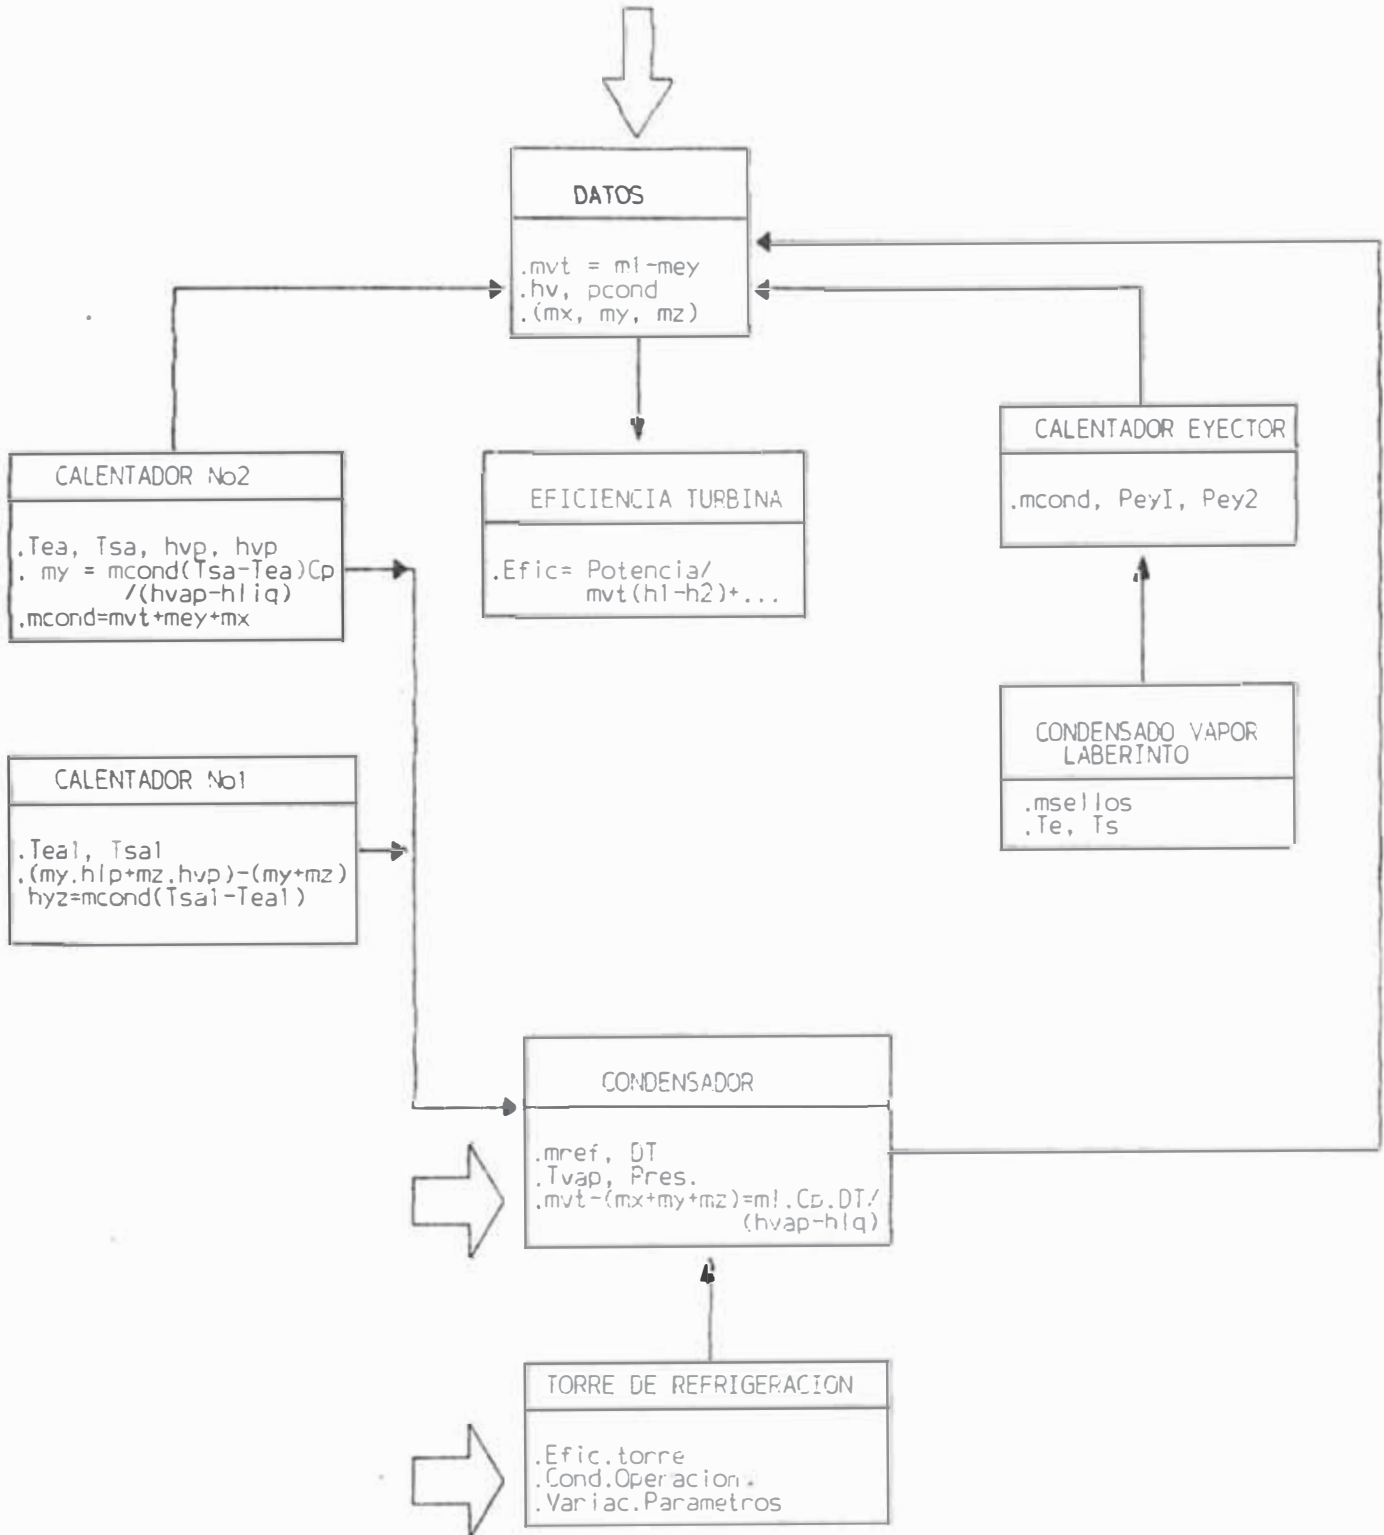 DATOS
.mvt = m1-mey
.hv, pcond
.(mx, my, mz)
CALENTADOR No2
.Tea, Tsa, hvp, hvp
. my = mcond(Tsa-Tea)Cp
/(hvap-hliq)
.mcond=mvt+mey+mx
EFICIENCIA TURBINA
.Efic= Potencia/
mvt(h1-h2)+...
CALENTADOR EYECTOR
.mcond, PeyI, Pey2
CONDENSADO VAPOR
LABERINTO
.msellos
.Te, Ts
CALENTADOR No1
.Tea1, Tsa1
.(my.hlp+mz.hvp)-(my+mz)
hyz=mcond(Tsa1-Tea1)
CONDENSADOR
.mref, DT
.Tvap, Pres.
.mvt-(mx+my+mz)=ml.Cp.DT/
(hvap-hlq)
TORRE DE REFRIGERACION
.Efic.torre
.Cond.Operacion.
.Variac.Parametros